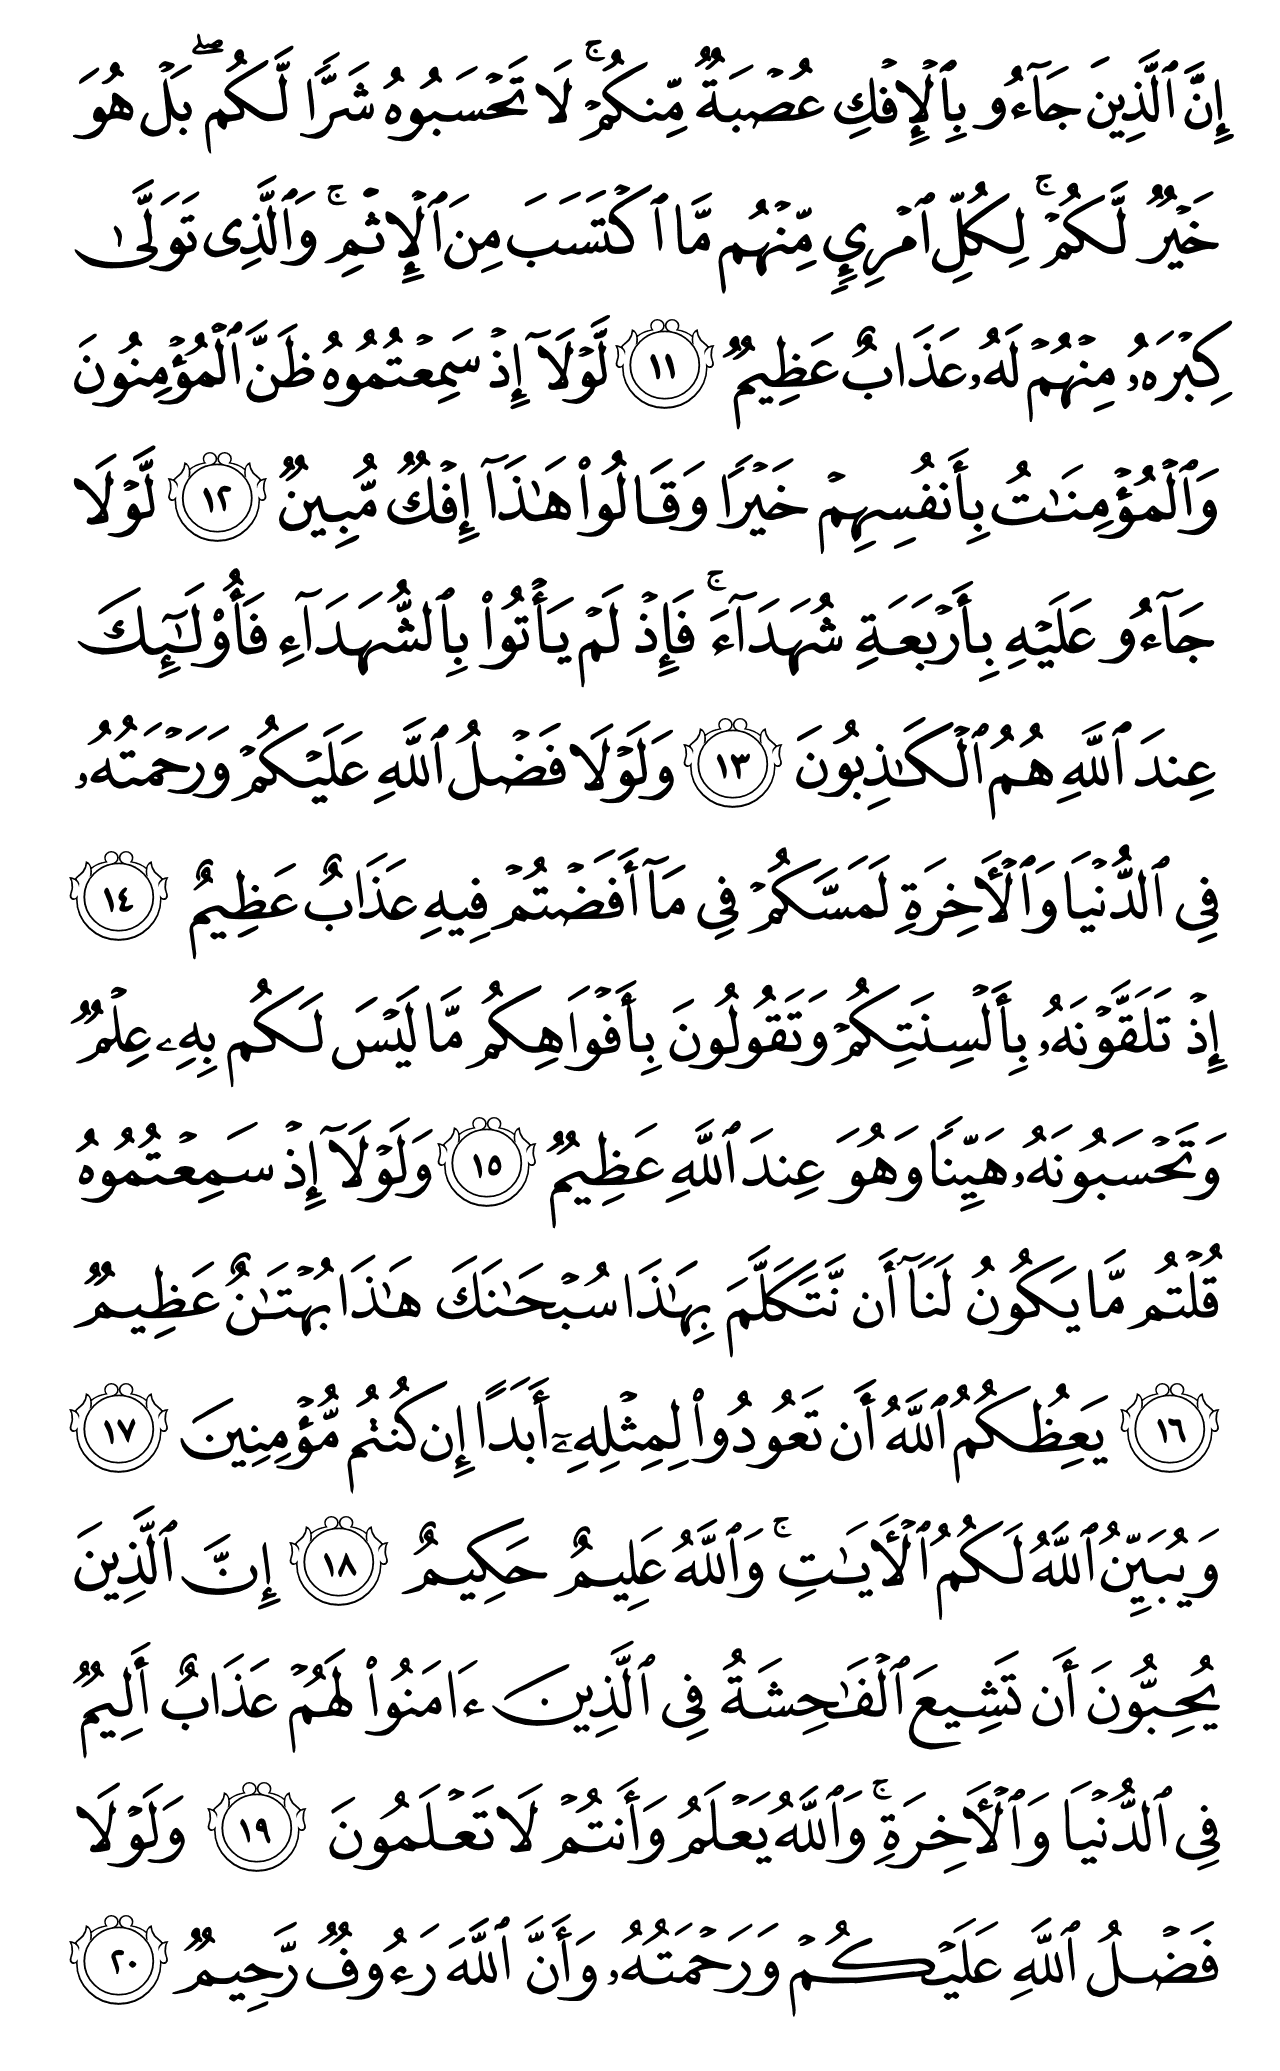 إِنَّ ٱلَّذِينَ جَآءُو بِٱلْإِفْكِ عُصْبَةٌ مِّنكُمْ ۚ لَا تَحْسَبُوهُ شَرًّا لَّكُم ۖ بَلْ هُوَ
خَيْرٌ لَّكُمْ ۚ لِكُلِّ ٱمْرِئٍ مِّنْهُم مَّا ٱكْتَسَبَ مِنَ ٱلْإِثْمِ ۚ وَٱلَّذِى تَوَلَّىٰ
كِبْرَهُۥ مِنْهُمْ لَهُۥ عَذَابٌ عَظِيمٌ ١١ لَّوْلَآ إِذْ سَمِعْتُمُوهُ ظَنَّ ٱلْمُؤْمِنُونَ
وَٱلْمُؤْمِنَـٰتُ بِأَنفُسِهِمْ خَيْرًا وَقَالُوا۟ هَـٰذَآ إِفْكٌ مُّبِينٌ ١٢ لَّوْلَا
جَآءُو عَلَيْهِ بِأَرْبَعَةِ شُهَدَآءَ ۚ فَإِذْ لَمْ يَأْتُوا۟ بِٱلشُّهَدَآءِ فَأُو۟لَـٰٓئِكَ
عِندَ ٱللَّهِ هُمُ ٱلْكَـٰذِبُونَ ١٣ وَلَوْلَا فَضْلُ ٱللَّهِ عَلَيْكُمْ وَرَحْمَتُهُۥ
فِى ٱلدُّنْيَا وَٱلْـَٔاخِرَةِ لَمَسَّكُمْ فِى مَآ أَفَضْتُمْ فِيهِ عَذَابٌ عَظِيمٌ ١٤
إِذْ تَلَقَّوْنَهُۥ بِأَلْسِنَتِكُمْ وَتَقُولُونَ بِأَفْوَاهِكُم مَّا لَيْسَ لَكُم بِهِۦ عِلْمٌ
وَتَحْسَبُونَهُۥ هَيِّنًا وَهُوَ عِندَ ٱللَّهِ عَظِيمٌ ١٥ وَلَوْلَآ إِذْ سَمِعْتُمُوهُ
قُلْتُم مَّا يَكُونُ لَنَآ أَن نَّتَكَلَّمَ بِهَـٰذَا سُبْحَـٰنَكَ هَـٰذَا بُهْتَـٰنٌ عَظِيمٌ
١٦ يَعِظُكُمُ ٱللَّهُ أَن تَعُودُوا۟ لِمِثْلِهِۦٓ أَبَدًا إِن كُنتُم مُّؤْمِنِينَ ١٧
وَيُبَيِّنُ ٱللَّهُ لَكُمُ ٱلْـَٔايَـٰتِ ۚ وَٱللَّهُ عَلِيمٌ حَكِيمٌ ١٨ إِنَّ ٱلَّذِينَ
يُحِبُّونَ أَن تَشِيعَ ٱلْفَـٰحِشَةُ فِى ٱلَّذِينَ ءَامَنُوا۟ لَهُمْ عَذَابٌ أَلِيمٌ
فِى ٱلدُّنْيَا وَٱلْـَٔاخِرَةِ ۚ وَٱللَّهُ يَعْلَمُ وَأَنتُمْ لَا تَعْلَمُونَ ١٩ وَلَوْلَا
فَضْلُ ٱللَّهِ عَلَيْكُمْ وَرَحْمَتُهُۥ وَأَنَّ ٱللَّهَ رَءُوفٌ رَّحِيمٌ ٢٠